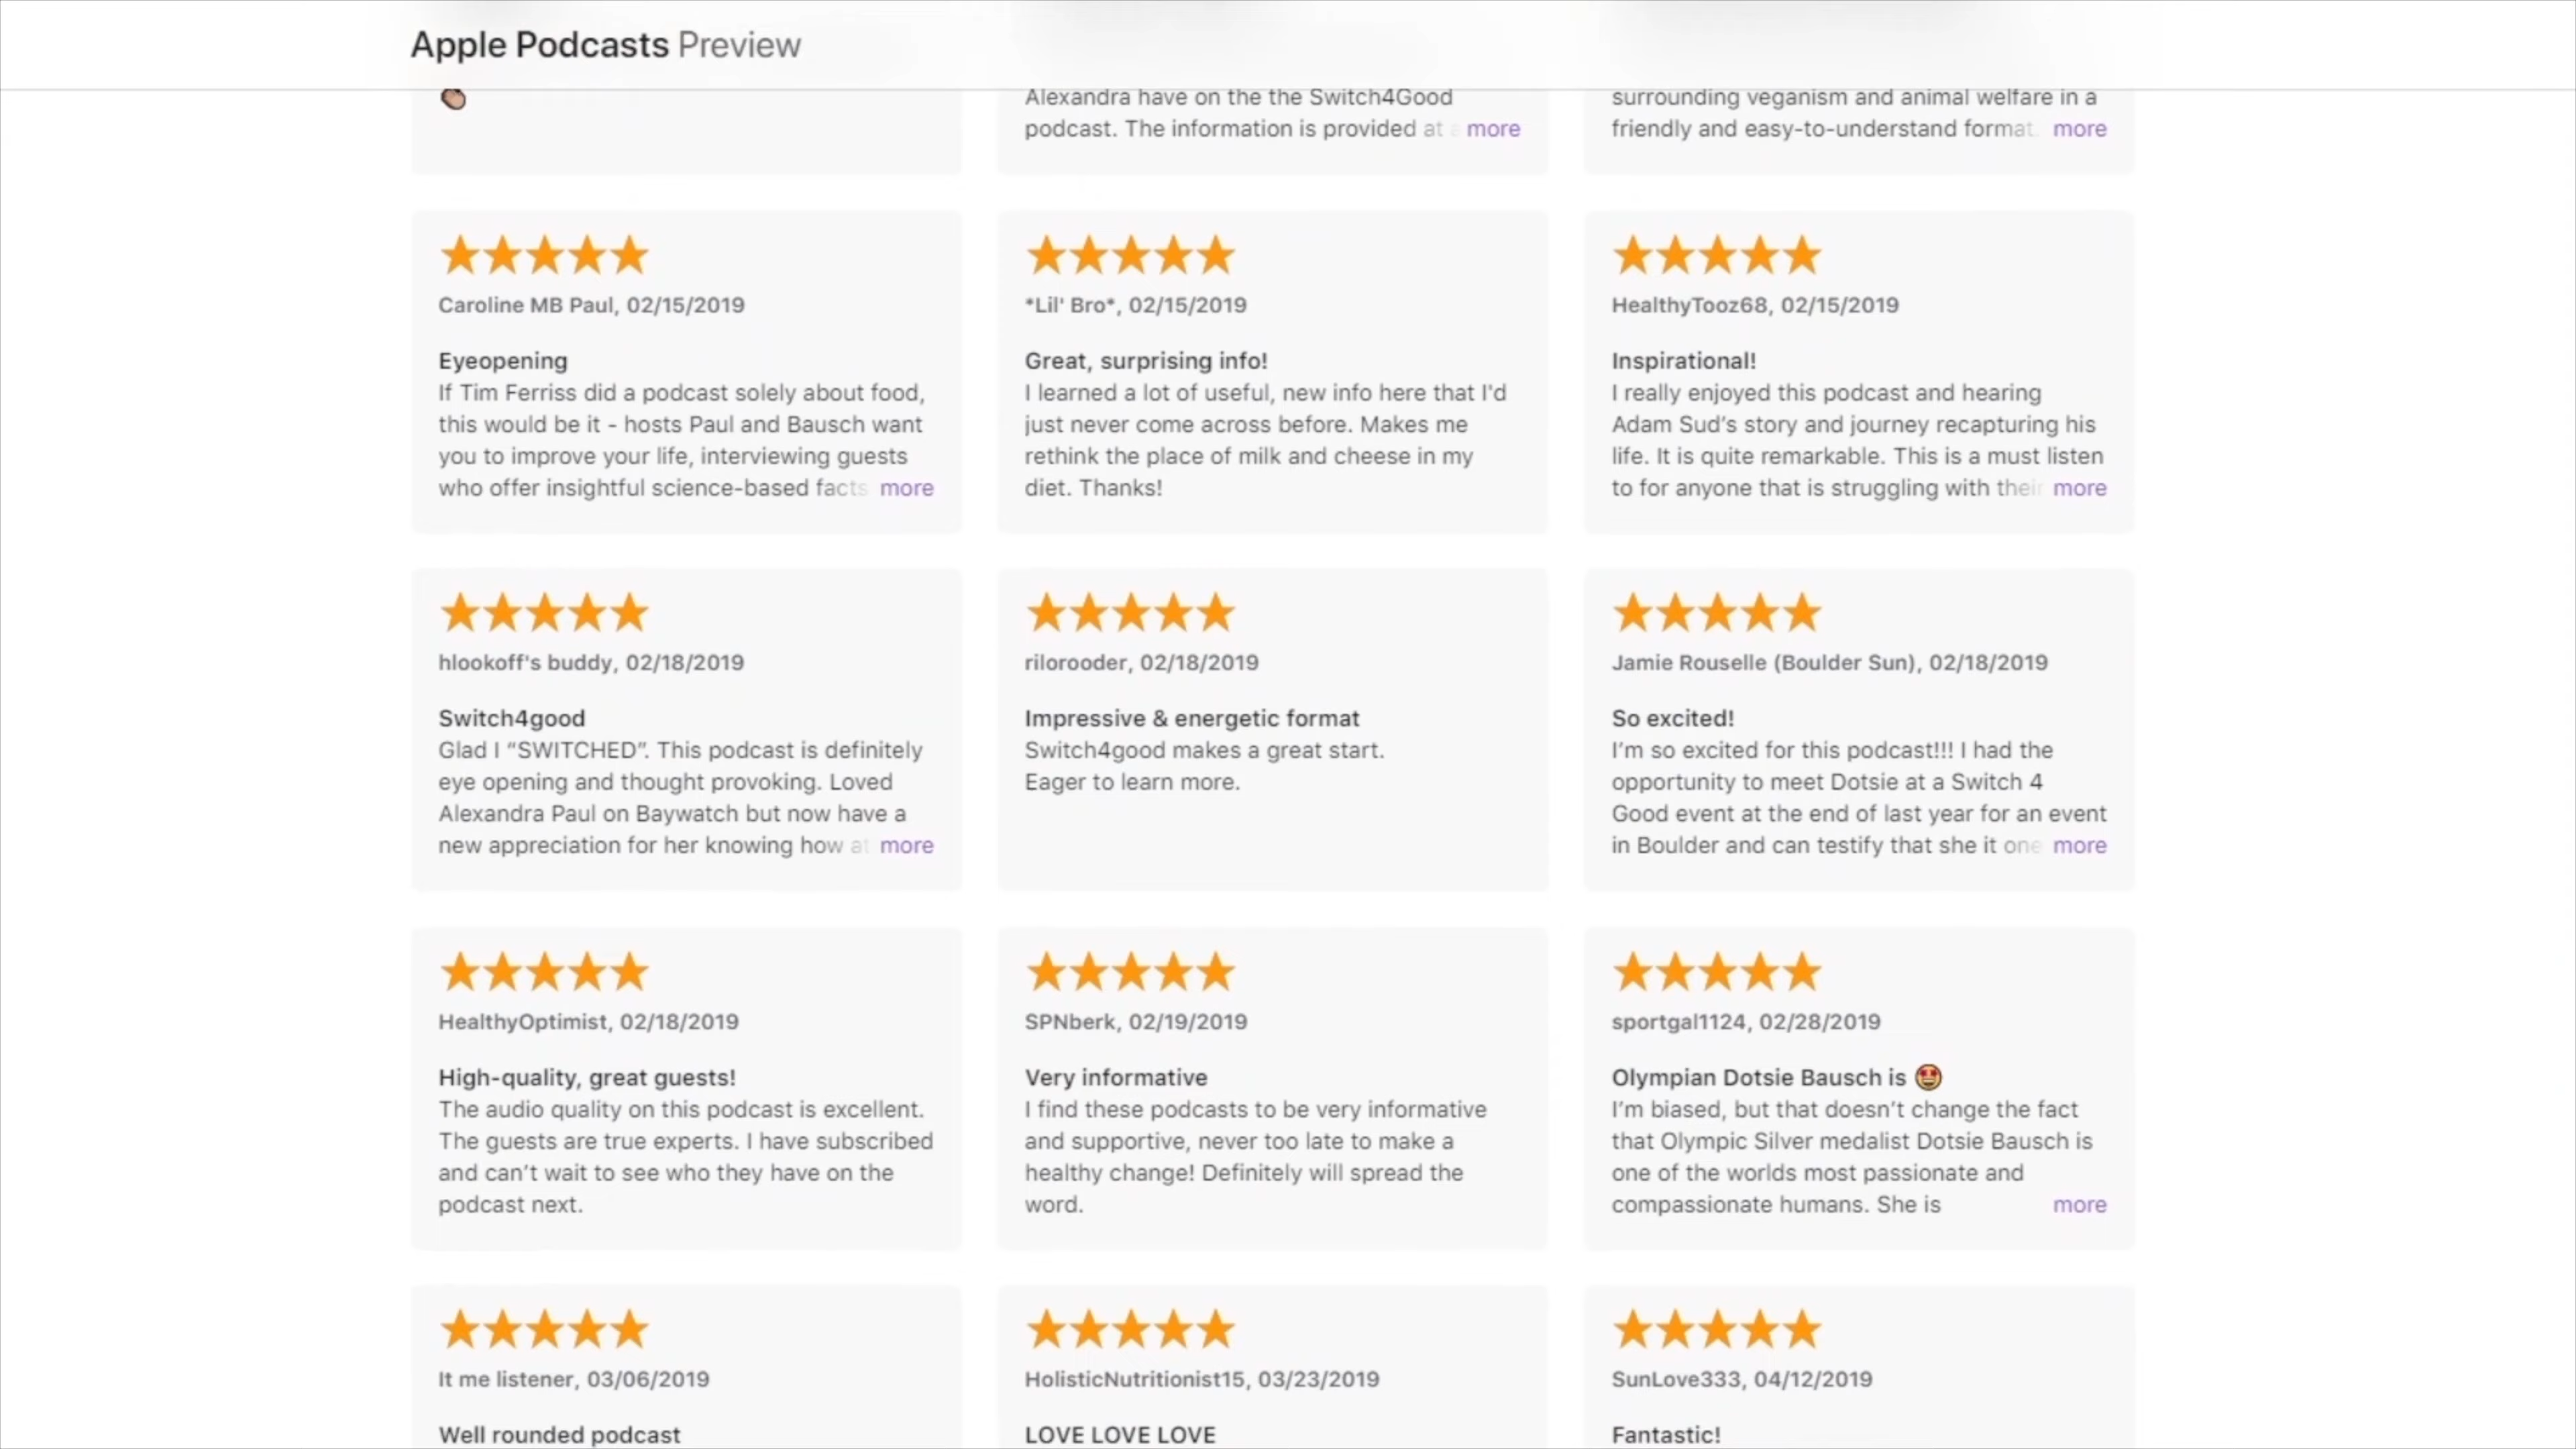 Apple Podcasts Preview
Alexandra have on the the Switch4Good
podcast. The information is provided at a more
surrounding veganism and animal welfare in a
friendly and easy-to-understand format. more
Caroline MB Paul, 02/15/2019
Eyeopening
If Tim Ferriss did a podcast solely about food,
this would be it - hosts Paul and Bausch want
you to improve your life, interviewing guests
who offer insightful science-based facts more
*Lil' Bro*, 02/15/2019
Great, surprising info!
I learned a lot of useful, new info here that I'd
just never come across before. Makes me
rethink the place of milk and cheese in my
diet. Thanks!
HealthyTooz68, 02/15/2019
Inspirational!
I really enjoyed this podcast and hearing
Adam Sud’s story and journey recapturing his
life. It is quite remarkable. This is a must listen
to for anyone that is struggling with their more
hlookoff's buddy, 02/18/2019
Switch4good
Glad I “SWITCHED”. This podcast is definitely
eye opening and thought provoking. Loved
Alexandra Paul on Baywatch but now have a
new appreciation for her knowing how at more
rilorooder, 02/18/2019
Impressive & energetic format
Switch4good makes a great start.
Eager to learn more.
Jamie Rouselle (Boulder Sun), 02/18/2019
So excited!
I’m so excited for this podcast!!! I had the
opportunity to meet Dotsie at a Switch 4
Good event at the end of last year for an event
in Boulder and can testify that she it one more
HealthyOptimist, 02/18/2019
High-quality, great guests!
The audio quality on this podcast is excellent.
The guests are true experts. I have subscribed
and can’t wait to see who they have on the
podcast next.
SPNberk, 02/19/2019
Very informative
I find these podcasts to be very informative
and supportive, never too late to make a
healthy change! Definitely will spread the
word.
sportgal1124, 02/28/2019
Olympian Dotsie Bausch is 🤩
I’m biased, but that doesn’t change the fact
that Olympic Silver medalist Dotsie Bausch is
one of the worlds most passionate and
compassionate humans. She is more
It me listener, 03/06/2019
Well rounded podcast
HolisticNutritionist15, 03/23/2019
LOVE LOVE LOVE
SunLove333, 04/12/2019
Fantastic!